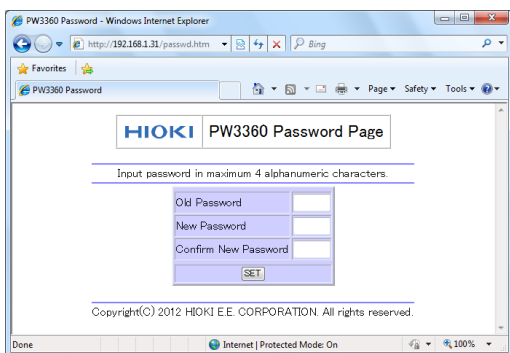 PW3360 Password - Windows Internet Explorer
http://192.168.1.31/passwd.htm
Bing
Favorites
PW3360 Password
Page Safety Tools
HIOKI PW3360 Password Page
Input password in maximum 4 alphanumeric characters.
Old Password
New Password
Confirm New Password
SET
Copyright(C) 2012 HIOKI E.E. CORPORATION. All rights reserved.
Done Internet | Protected Mode: On 100%